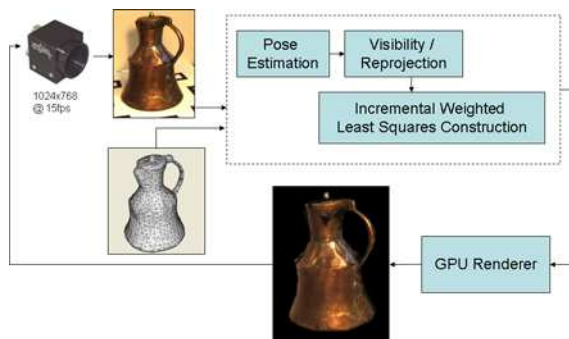 1024x768
@ 15fps
Pose
Estimation
Visibility /
Reprojection
Incremental Weighted
Least Squares Construction
GPU Renderer